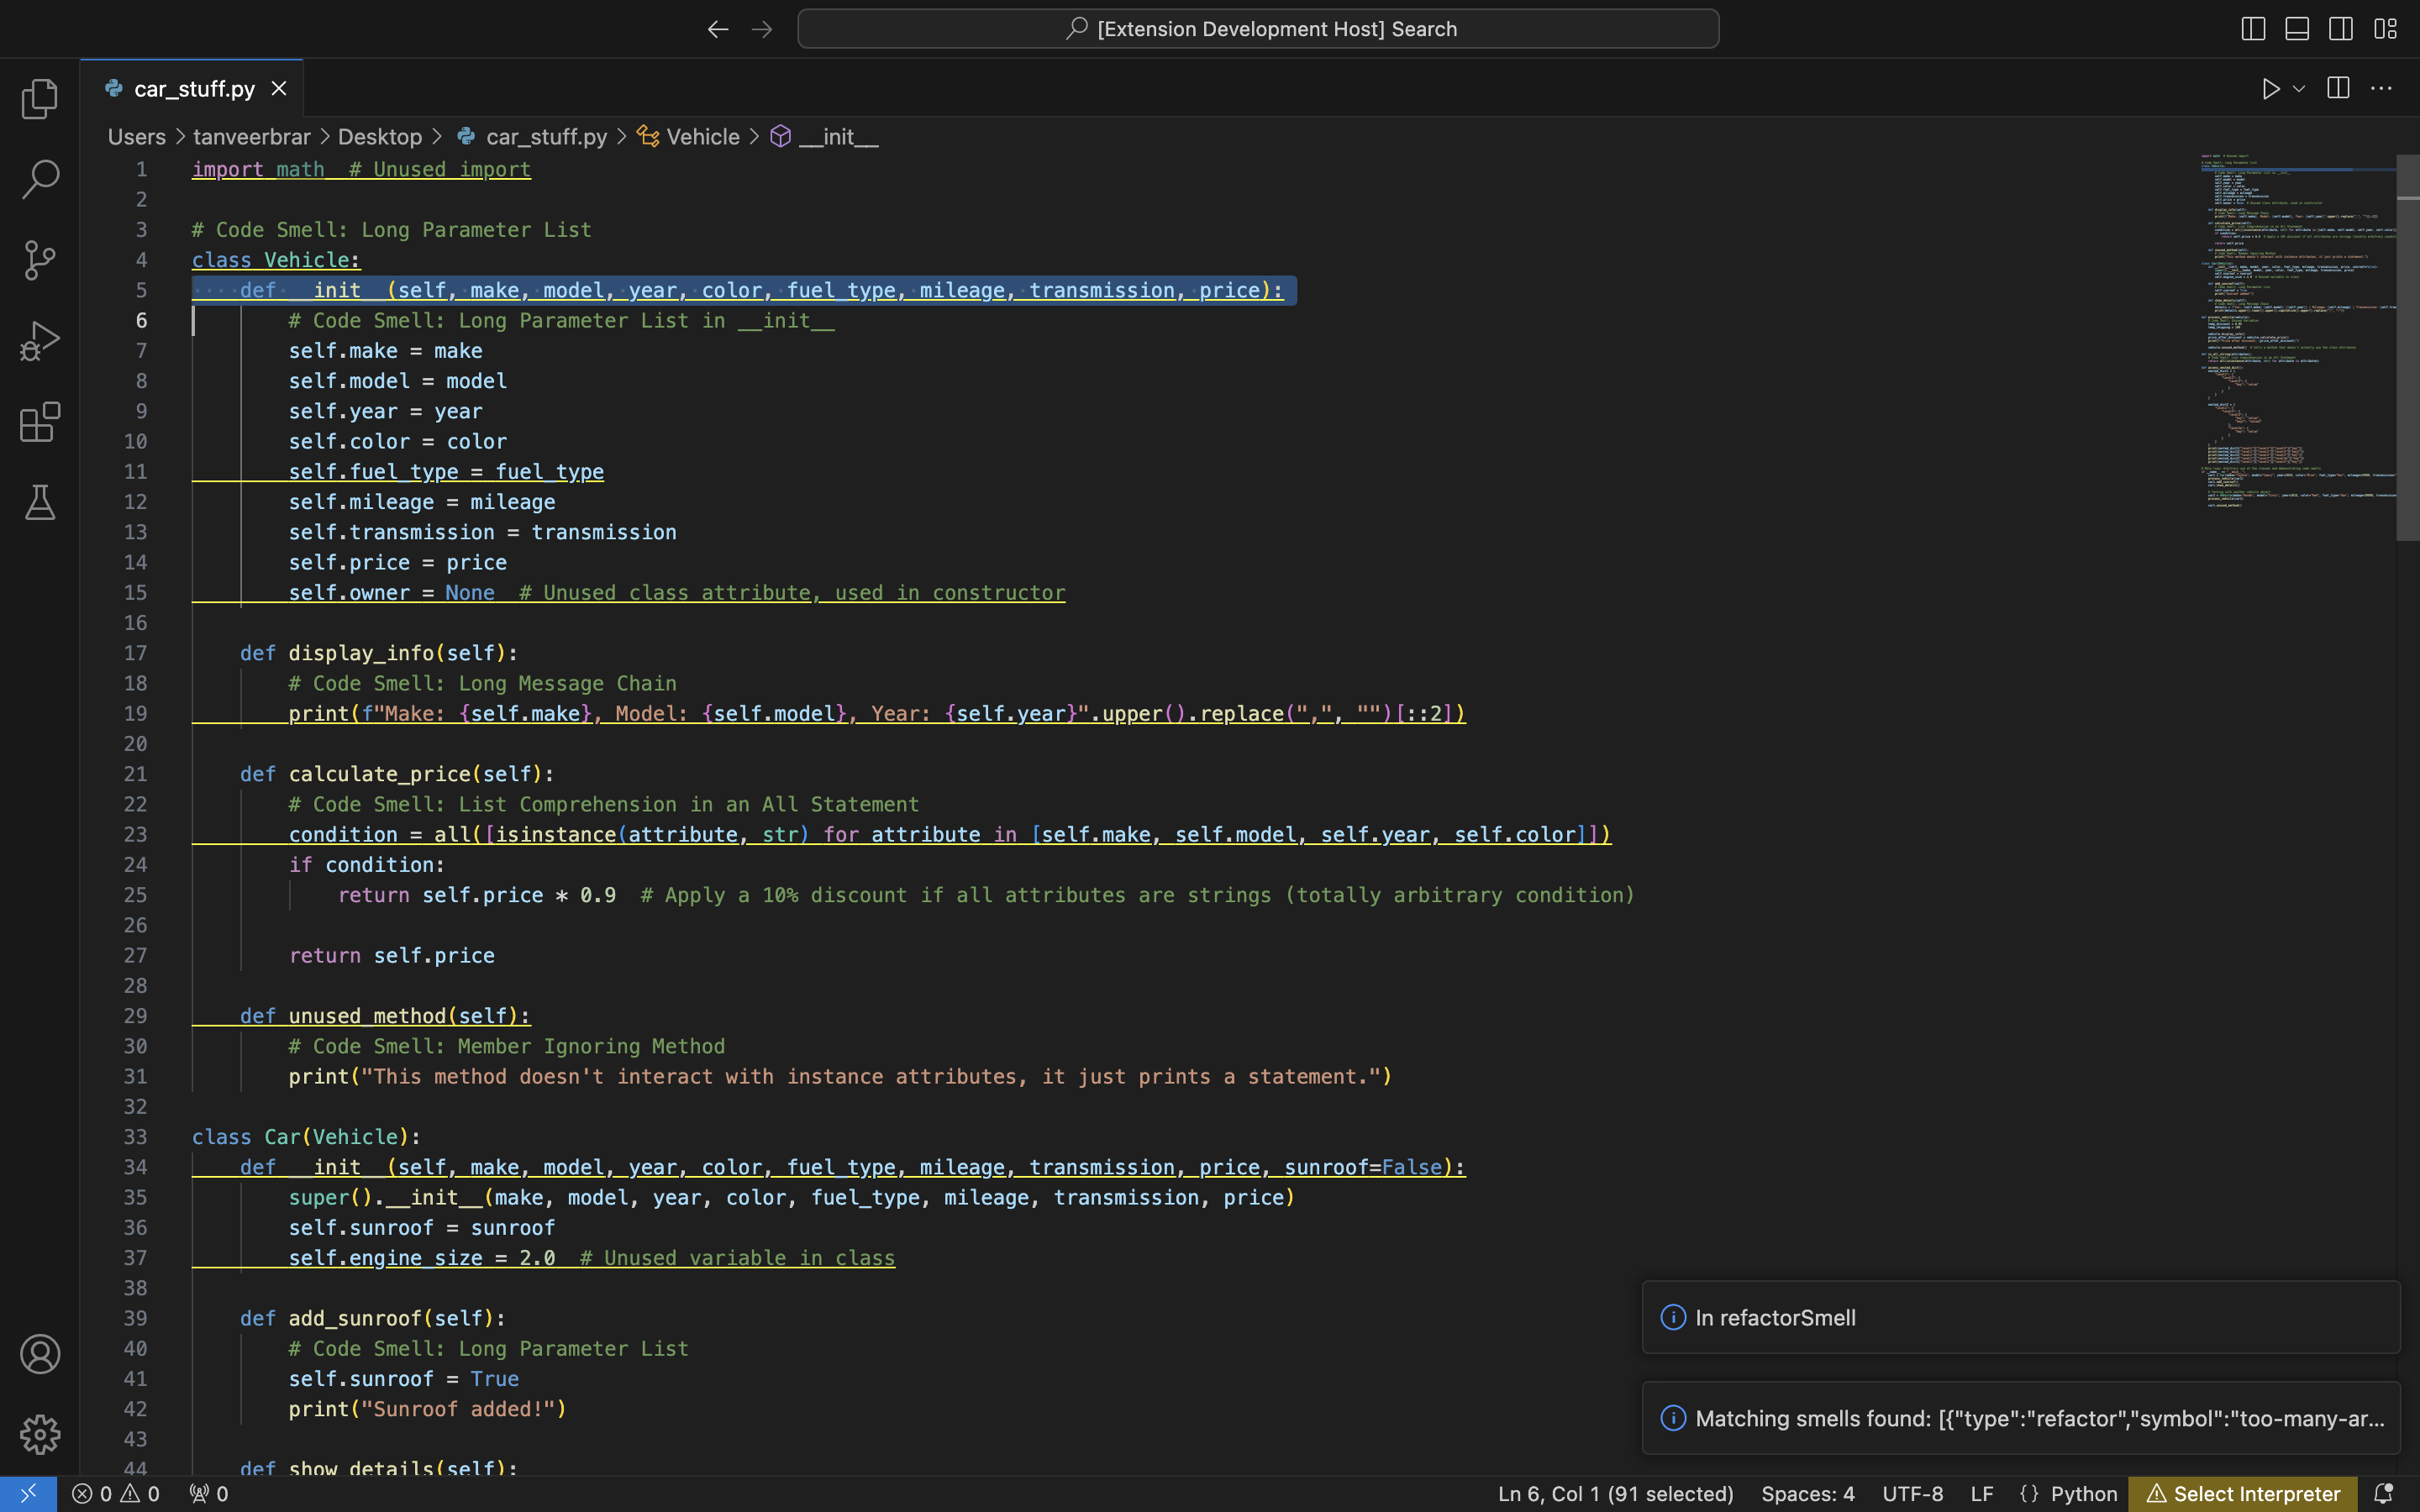 [Extension Development Host] Search
car_stuff.py
Users > tanveerbrar > Desktop > car_stuff.py > Vehicle > __init__
1 import math  # Unused import
2
3 # Code Smell: Long Parameter List
4 class Vehicle:
5     def __init__(self, make, model, year, color, fuel_type, mileage, transmission, price):
6         # Code Smell: Long Parameter List in __init__
7         self.make = make
8         self.model = model
9         self.year = year
10         self.color = color
11         self.fuel_type = fuel_type
12         self.mileage = mileage
13         self.transmission = transmission
14         self.price = price
15         self.owner = None  # Unused class attribute, used in constructor
16
17     def display_info(self):
18         # Code Smell: Long Message Chain
19         print(f"Make: {self.make}, Model: {self.model}, Year: {self.year}".upper().replace(",", "")[::2])
20
21     def calculate_price(self):
22         # Code Smell: List Comprehension in an All Statement
23         condition = all([isinstance(attribute, str) for attribute in [self.make, self.model, self.year, self.color]])
24         if condition:
25             return self.price * 0.9  # Apply a 10% discount if all attributes are strings (totally arbitrary condition)
26
27         return self.price
28
29     def unused_method(self):
30         # Code Smell: Member Ignoring Method
31         print("This method doesn't interact with instance attributes, it just prints a statement.")
32
33 class Car(Vehicle):
34     def __init__(self, make, model, year, color, fuel_type, mileage, transmission, price, sunroof=False):
35         super().__init__(make, model, year, color, fuel_type, mileage, transmission, price)
36         self.sunroof = sunroof
37         self.engine_size = 2.0  # Unused variable in class
38
39     def add_sunroof(self):
40         # Code Smell: Long Parameter List
41         self.sunroof = True
42         print("Sunroof added!")
43
44     def show_details(self):
In refactorSmell
Matching smells found: [{"type":"refactor","symbol":"too-many-ar...
0 0 0 Ln 6, Col 1 (91 selected) Spaces: 4 UTF-8 LF {} Python Select Interpreter